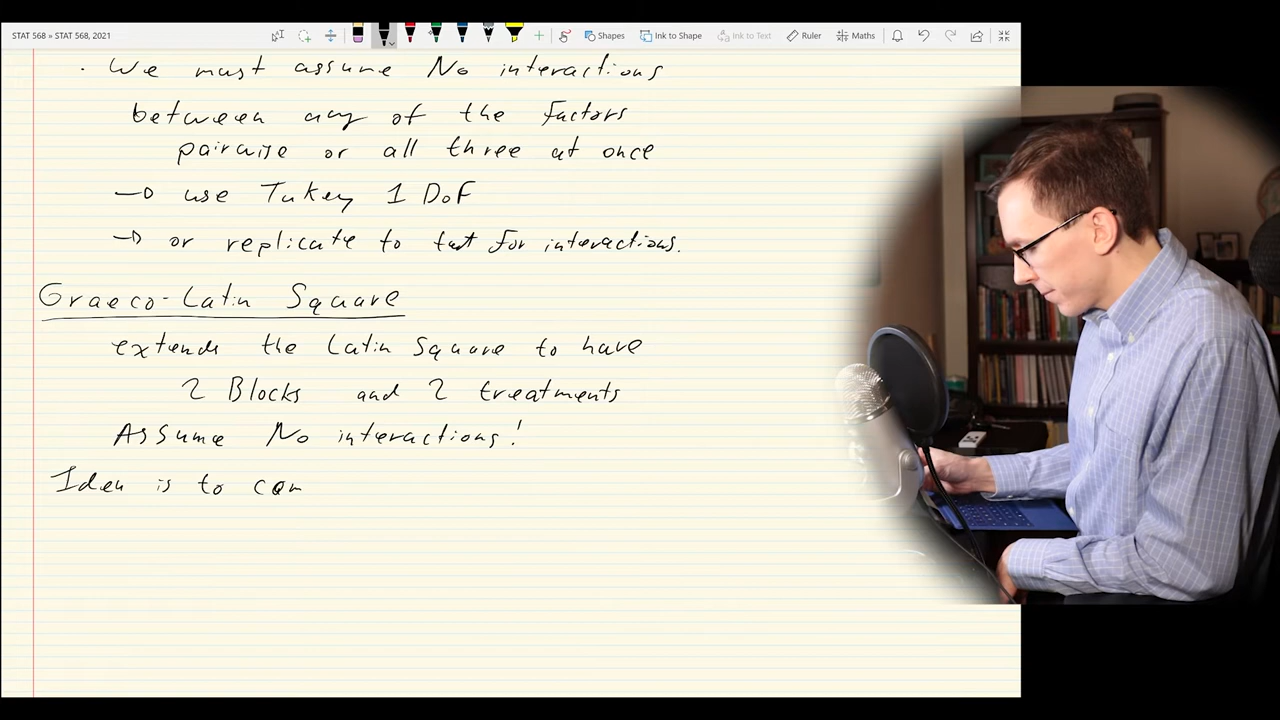 STAT 568 » STAT 568, 2021
Shapes
Ink to Shape
Ink to Text
Ruler
Maths
· We must assume No interactions
between any of the factors
pairwise or all three at once
→ use Tukey 1 DoF
→ or replicate to test for interactions.
Graeco-Latin Square
extends the Latin Square to have
2 Blocks and 2 treatments
Assume No interactions!
Idea is to com